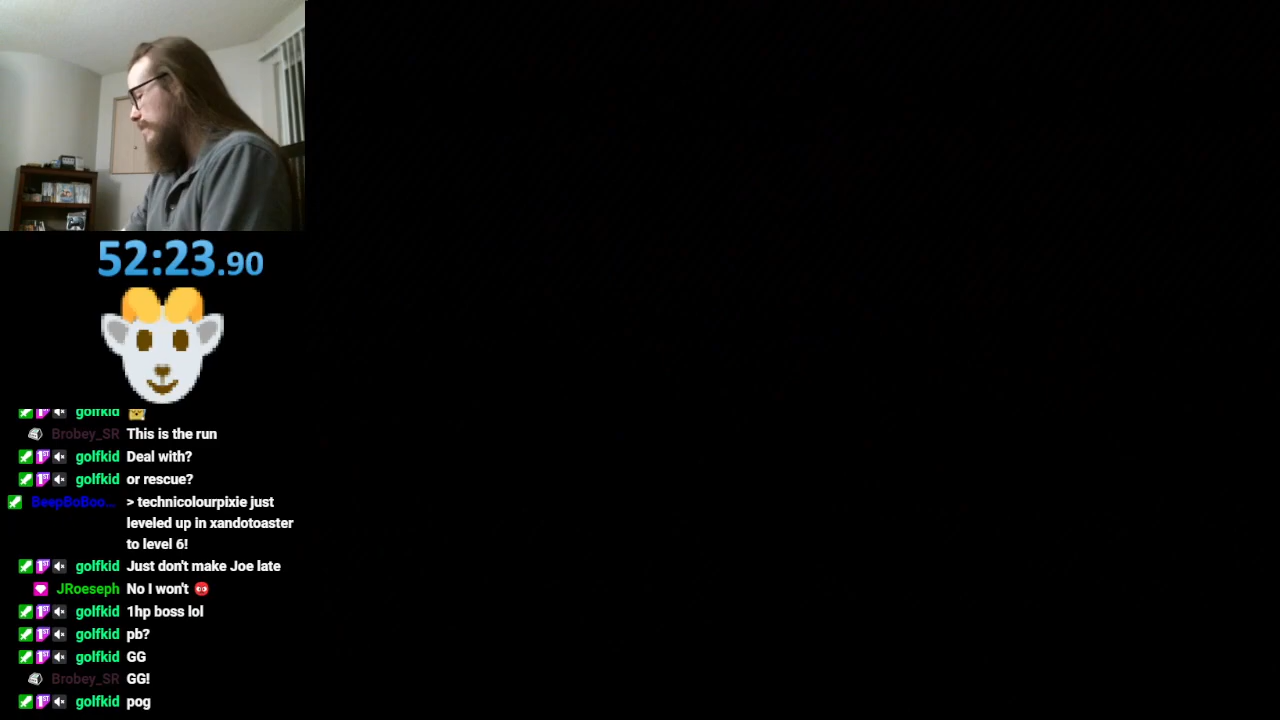 52:23.90
golfkid
Brobey_SR This is the run
golfkid Deal with?
golfkid or rescue?
BeepBoBoo... > technicolourpixie just
leveled up in xandotoaster
to level 6!
golfkid Just don't make Joe late
JRoeseph No I won't
golfkid 1hp boss lol
golfkid pb?
golfkid GG
Brobey_SR GG!
golfkid pog